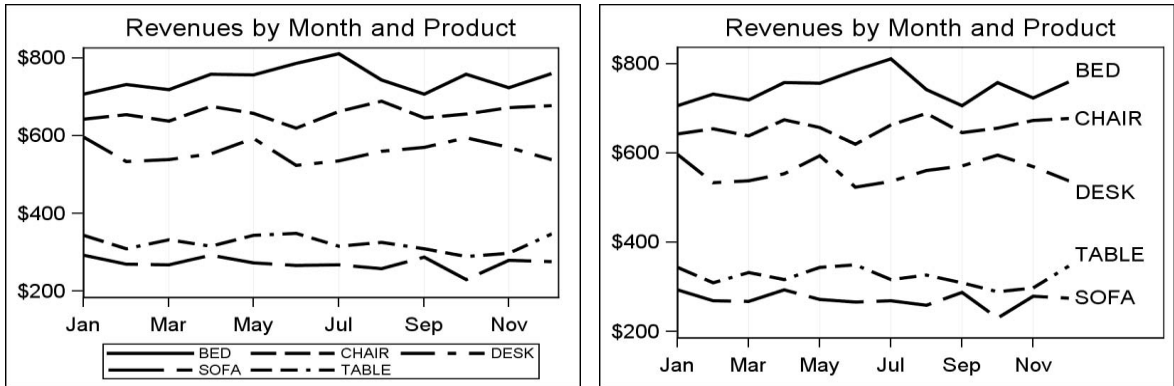 Revenues by Month and Product
$800
$600
$400
$200
Jan Mar May Jul Sep Nov
BED CHAIR DESK
SOFA TABLE
Revenues by Month and Product
$800
$600
$400
$200
BED
CHAIR
DESK
TABLE
SOFA
Jan Mar May Jul Sep Nov